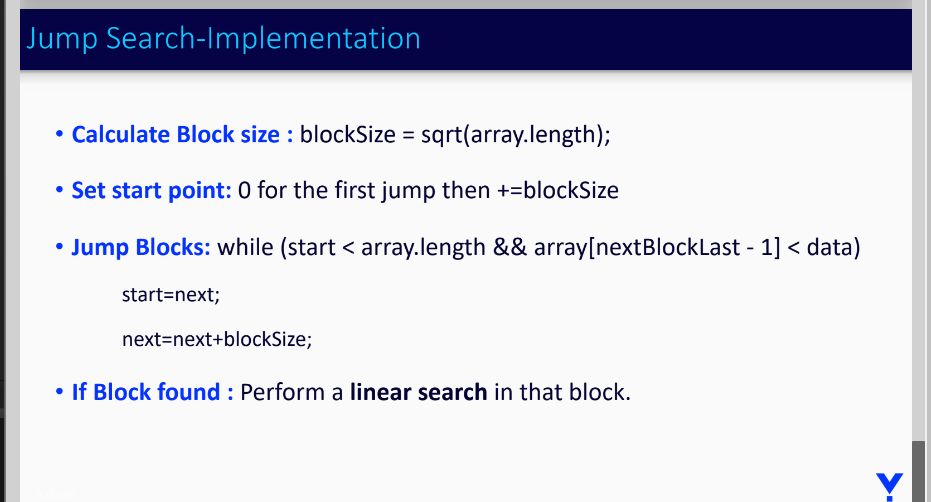 Jump Search-Implementation
• Calculate Block size : blockSize = sqrt(array.length);
• Set start point: 0 for the first jump then +=blockSize
• Jump Blocks: while (start < array.length && array[nextBlockLast - 1] < data)
start=next;
next=next+blockSize;
• If Block found : Perform a linear search in that block.